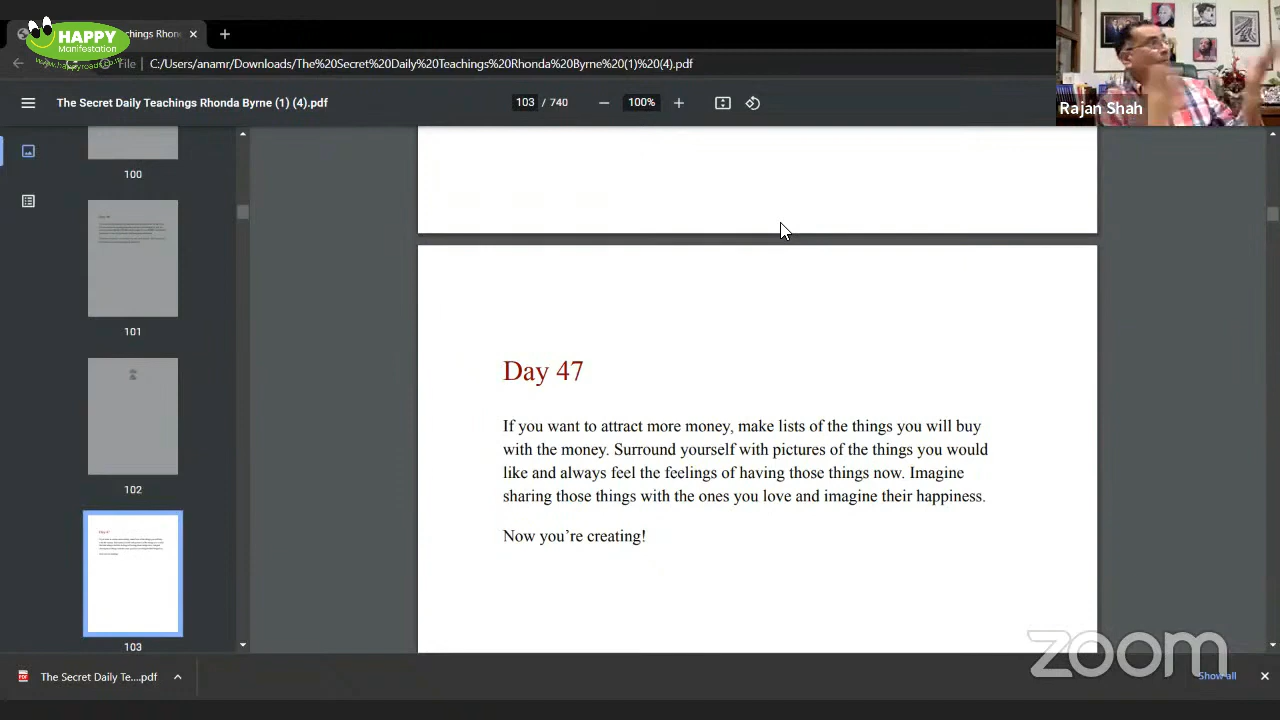 HAPPY
Manifestation
chings Rhon
File
C:/Users/anamr/Downloads/The%20Secret%20Daily%20Teachings%20Rhonda%20Byrne%20(1)%20(4).pdf
Rajan Shah
The Secret Daily Teachings Rhonda Byrne (1) (4).pdf
103 / 740
100%
100
101
102
103
Day 47
If you want to attract more money, make lists of the things you will buy
with the money. Surround yourself with pictures of the things you would
like and always feel the feelings of having those things now. Imagine
sharing those things with the ones you love and imagine their happiness.
Now you’re creating!
zoom
The Secret Daily Te....pdf
Show all